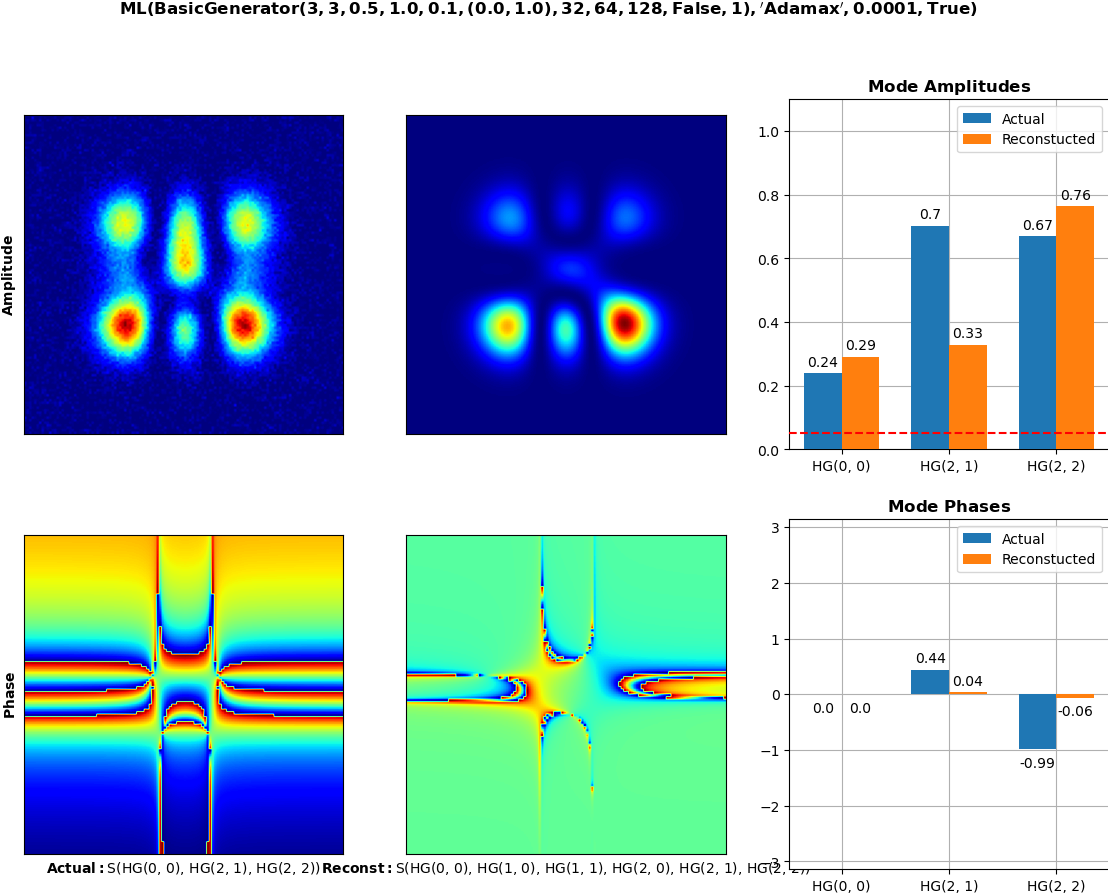 ML(BasicGenerator(3, 3, 0.5, 1.0, 0.1, (0.0, 1.0), 32, 64, 128, False, 1), ′Adamax′, 0.0001, True)
Amplitude
Mode Amplitudes
Actual
Reconstucted
1.0
0.8
0.6
0.4
0.2
0.0
0.24
0.29
0.7
0.33
0.67
0.76
HG(0, 0)
HG(2, 1)
HG(2, 2)
Phase
Mode Phases
Actual
Reconstucted
3
2
1
0
−1
−2
−3
0.0
0.0
0.44
0.04
-0.99
-0.06
HG(0, 0)
HG(2, 1)
HG(2, 2)
Actual: S(HG(0, 0), HG(2, 1), HG(2, 2)) Reconst: S(HG(0, 0), HG(1, 0), HG(1, 1), HG(2, 0), HG(2, 1), HG(2, 2))